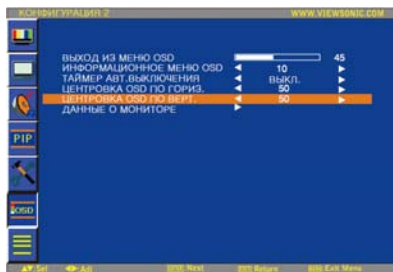 КОНФИГУРАЦИЯ 2 WWW.VIEWSONIC.COM
ВЫХОД ИЗ МЕНЮ OSD 45
ИНФОРМАЦИОННОЕ МЕНЮ OSD 10
ТАЙМЕР АВТ.ВЫКЛЮЧЕНИЯ ВЫКЛ.
ЦЕНТРОВКА OSD ПО ГОРИЗ. 50
ЦЕНТРОВКА OSD ПО ВЕРТ. 50
ДАННЫЕ О МОНИТОРЕ
PIP
OSD
Sel Adj Next Return Exit Menu